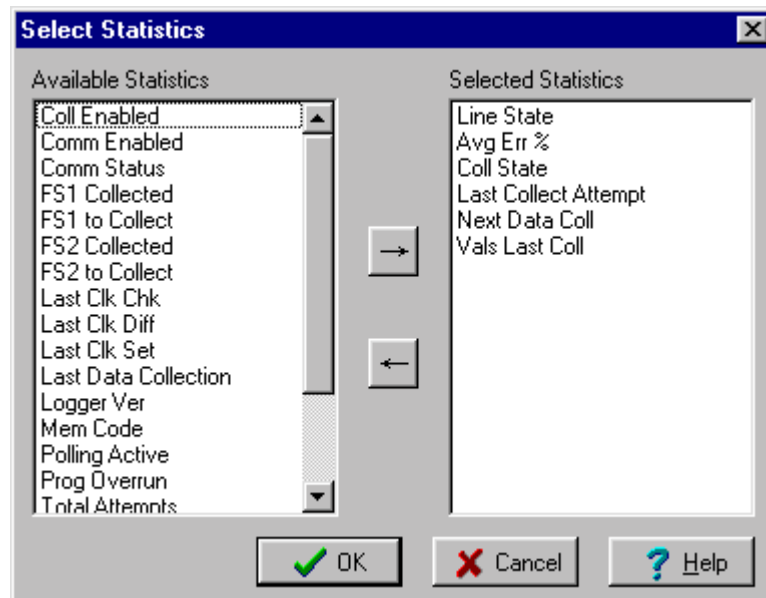 Select Statistics
Available Statistics
Coll Enabled
Comm Enabled
Comm Status
FS1 Collected
FS1 to Collect
FS2 Collected
FS2 to Collect
Last Clk Chk
Last Clk Diff
Last Clk Set
Last Data Collection
Logger Ver
Mem Code
Polling Active
Prog Overrun
Total Attempts
Selected Statistics
Line State
Avg Err %
Coll State
Last Collect Attempt
Next Data Coll
Vals Last Coll
OK
Cancel
Help